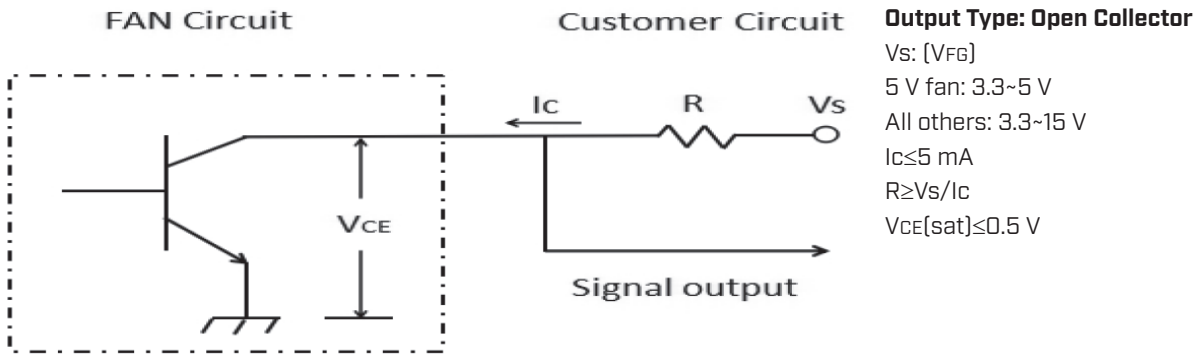 FAN Circuit
Customer Circuit
Ic
R
Vs
VCE
Signal output
Output Type: Open Collector
Vs: (VFG)
5 V fan: 3.3~5 V
All others: 3.3~15 V
Ic≤5 mA
R≥Vs/Ic
VCE(sat)≤0.5 V